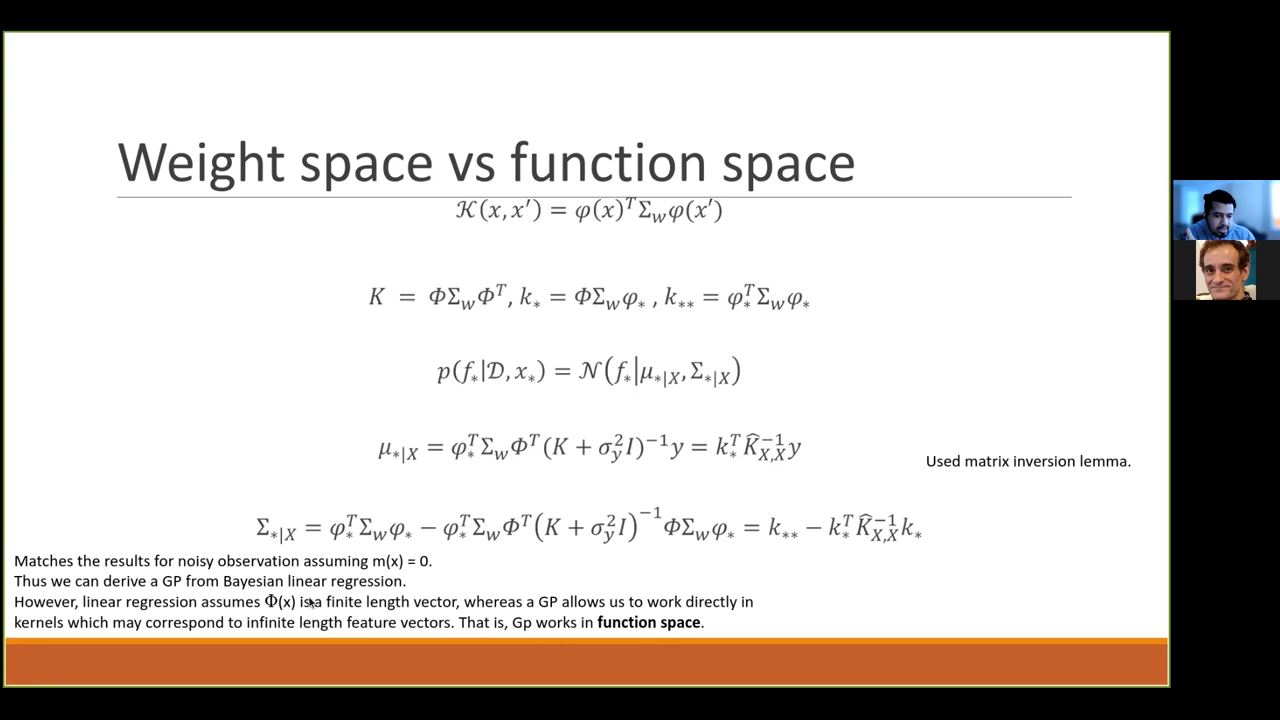 Weight space vs function space
𝒦(x, x′) = φ(x)ᵀΣ_wφ(x′)
K = ΦΣ_wΦᵀ, k_* = ΦΣ_wφ_* , k_** = φ_*ᵀΣ_wφ_*
p(f_*|𝒟, x_*) = 𝒩(f_*|μ_{*|X}, Σ_{*|X})
μ_{*|X} = φ_*ᵀΣ_wΦᵀ(K + σ_y²I)⁻¹y = k_*ᵀK̂_{X,X}⁻¹y
Used matrix inversion lemma.
Σ_{*|X} = φ_*ᵀΣ_wφ_* − φ_*ᵀΣ_wΦᵀ(K + σ_y²I)⁻¹ΦΣ_wφ_* = k_** − k_*ᵀK̂_{X,X}⁻¹k_*
Matches the results for noisy observation assuming m(x) = 0.
Thus we can derive a GP from Bayesian linear regression.
However, linear regression assumes Φ(x) is a finite length vector, whereas a GP allows us to work directly in
kernels which may correspond to infinite length feature vectors. That is, Gp works in function space.